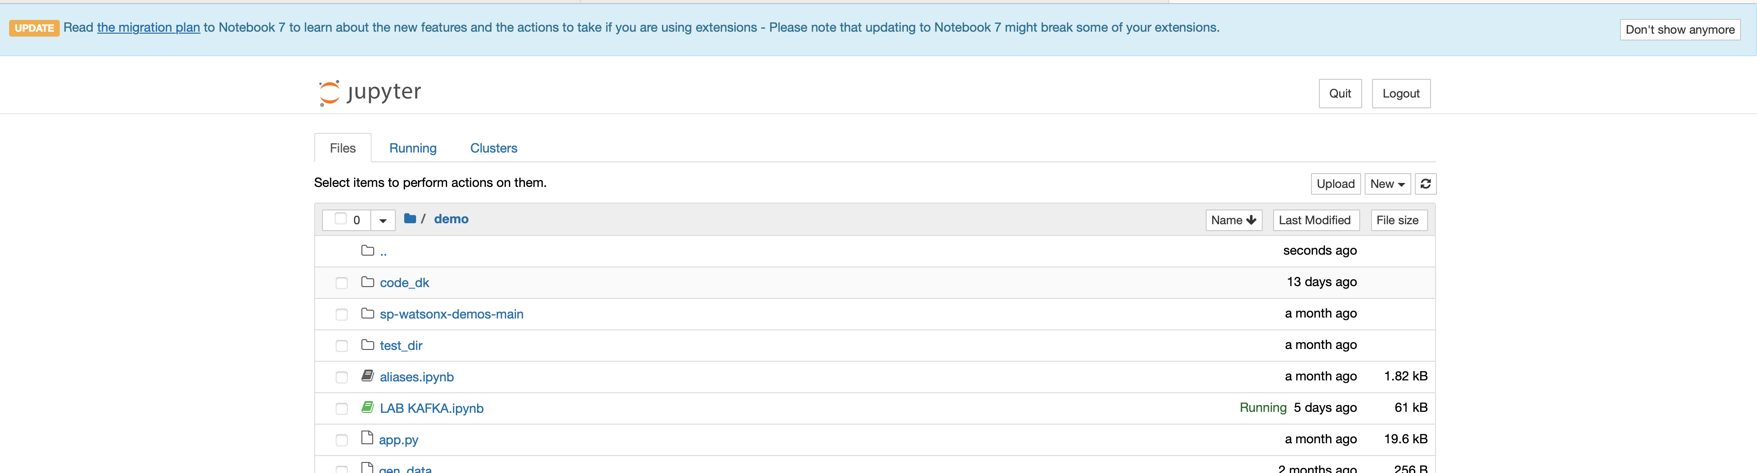 UPDATE Read the migration plan to Notebook 7 to learn about the new features and the actions to take if you are using extensions - Please note that updating to Notebook 7 might break some of your extensions. Don't show anymore
jupyter Quit Logout
Files Running Clusters
Select items to perform actions on them. Upload New
0 / demo Name Last Modified File size
.. seconds ago
code_dk 13 days ago
sp-watsonx-demos-main a month ago
test_dir a month ago
aliases.ipynb a month ago 1.82 kB
LAB KAFKA.ipynb Running 5 days ago 61 kB
app.py a month ago 19.6 kB
gen_data 2 months ago 256 B